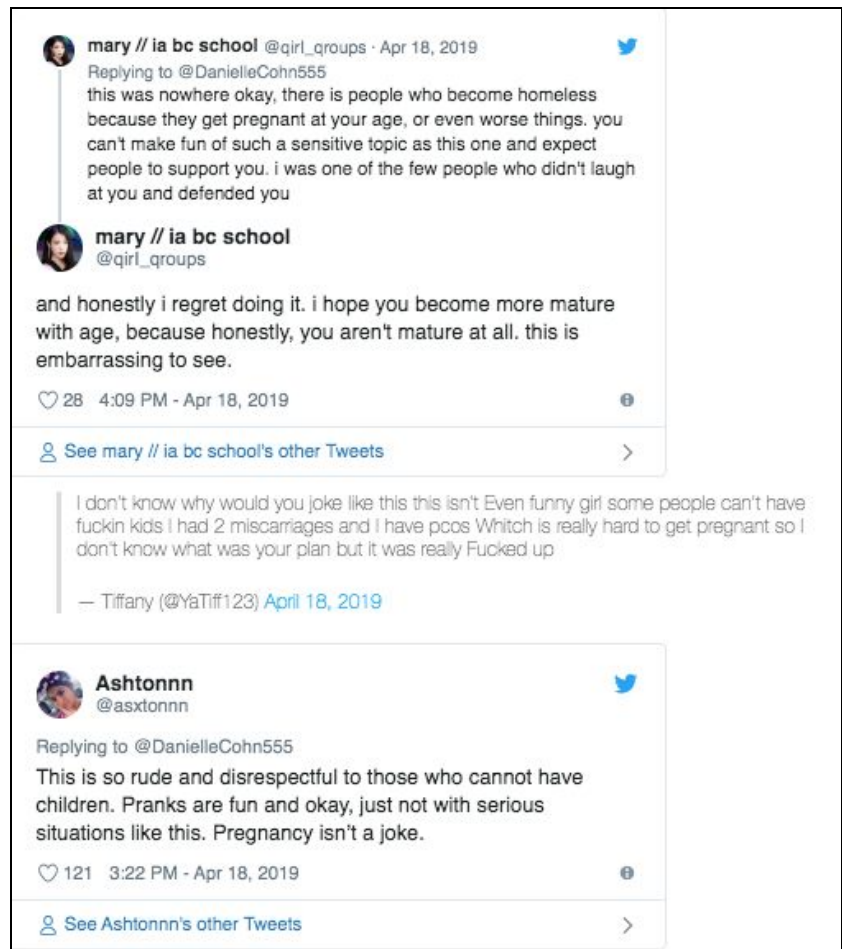 mary // ia bc school @qirl_qroups · Apr 18, 2019
Replying to @DanielleCohn555
this was nowhere okay, there is people who become homeless
because they get pregnant at your age, or even worse things. you
can't make fun of such a sensitive topic as this one and expect
people to support you. i was one of the few people who didn't laugh
at you and defended you
mary // ia bc school
@qirl_qroups
and honestly i regret doing it. i hope you become more mature
with age, because honestly, you aren't mature at all. this is
embarrassing to see.
28 4:09 PM - Apr 18, 2019
See mary // ia bc school's other Tweets
I don't know why would you joke like this this isn't Even funny girl some people can't have
fuckin kids I had 2 miscarriages and I have pcos Whitch is really hard to get pregnant so I
don't know what was your plan but it was really Fucked up
— Tiffany (@YaTiff123) April 18, 2019
Ashtonnn
@asxtonnn
Replying to @DanielleCohn555
This is so rude and disrespectful to those who cannot have
children. Pranks are fun and okay, just not with serious
situations like this. Pregnancy isn't a joke.
121 3:22 PM - Apr 18, 2019
See Ashtonnn's other Tweets